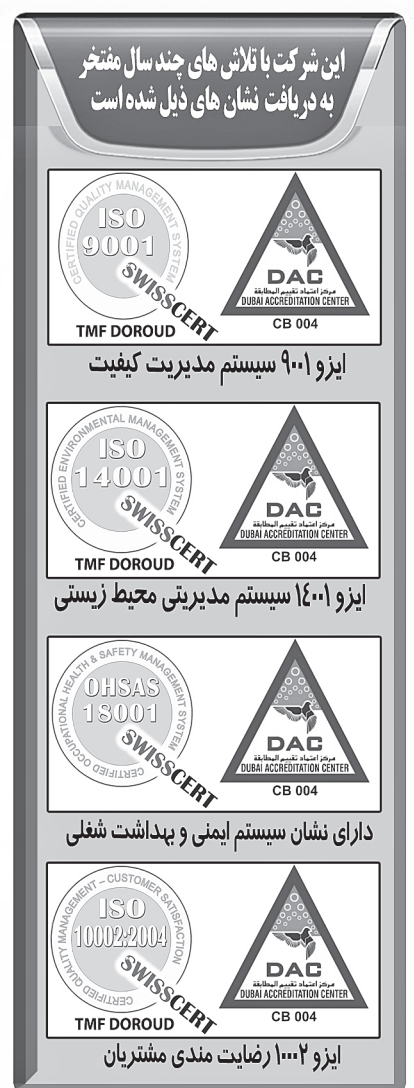 این شرکت با تلاش های چند سال مفتخر
به دریافت نشان های ذیل شده است
CERTIFIED QUALITY MANAGEMENT SYSTEM
ISO
9001
SWISSCERT
TMF DOROUD
DAC
مركز اعتماد تقييم المطابقة
DUBAI ACCREDITATION CENTER
CB 004
ایزو ۹۰۰۱ سیستم مدیریت کیفیت
CERTIFIED ENVIRONMENTAL MANAGEMENT SYSTEM
ISO
14001
SWISSCERT
TMF DOROUD
DAC
مركز اعتماد تقييم المطابقة
DUBAI ACCREDITATION CENTER
CB 004
ایزو ۱۴۰۰۱ سیستم مدیریتی محیط زیستی
CERTIFIED OCCUPATIONAL HEALTH & SAFETY MANAGEMENT SYSTEM
OHSAS
18001
SWISSCERT
DAC
مركز اعتماد تقييم المطابقة
DUBAI ACCREDITATION CENTER
CB 004
دارای نشان سیستم ایمنی و بهداشت شغلی
CERTIFIED QUALITY MANAGEMENT – CUSTOMER SATISFACTION
ISO
10002:2004
SWISSCERT
TMF DOROUD
DAC
مركز اعتماد تقييم المطابقة
DUBAI ACCREDITATION CENTER
CB 004
ایزو ۱۰۰۰۲ رضایت مندی مشتریان